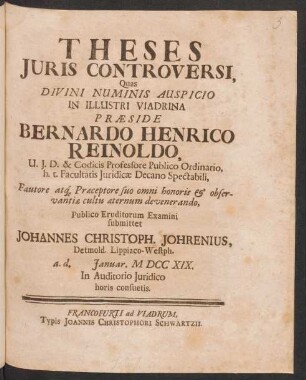 THESES
JURIS CONTROVERSI,
Quas
DIVINI NUMINIS AUSPICIO
IN ILLUSTRI VIADRINA
PRÆSIDE
BERNARDO HENRICO
REINOLDO,
U. J. D. & Codicis Professore Publico Ordinario,
h. t. Facultatis Juridicæ Decano Spectabili,
Fautore atq; Præceptore suo omni honoris & obser-
vantiæ cultu æternum devenerando,
Publico Eruditorum Examini
submittet
JOHANNES CHRISTOPH. JOHRENIUS,
Detmold. Lippiaco-Westph.
a. d. Januar. M DCC XIX.
In Auditorio Juridico
horis consuetis.
FRANCOFURTI ad VIADRUM,
Typis JOANNIS CHRISTOPHORI SCHWARTZII.